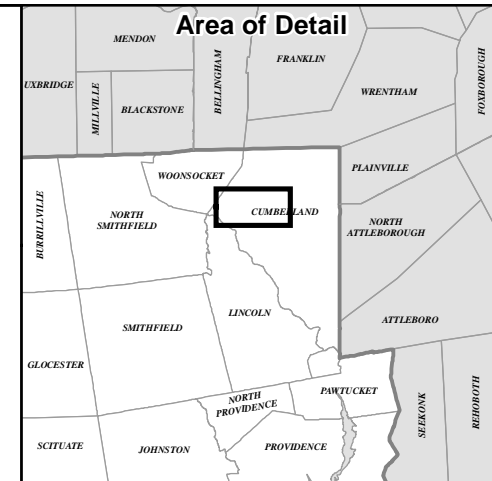 Area of Detail
MENDON
FRANKLIN
UXBRIDGE
MILLVILLE
BLACKSTONE
BELLINGHAM
WRENTHAM
FOXBOROUGH
WOONSOCKET
PLAINVILLE
BURRILLVILLE
NORTH
SMITHFIELD
CUMBERLAND
NORTH
ATTLEBOROUGH
SMITHFIELD
LINCOLN
ATTLEBORO
GLOCESTER
NORTH
PROVIDENCE
PAWTUCKET
SEEKONK
REHOBOTH
SCITUATE
JOHNSTON
PROVIDENCE